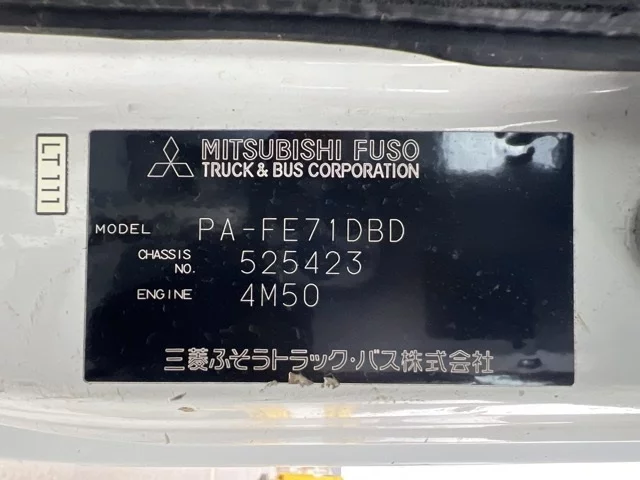 LT111
MITSUBISHI FUSO
TRUCK & BUS CORPORATION
MODEL PA-FE71DBD
CHASSIS NO. 525423
ENGINE 4M50
三菱ふそうトラック・バス株式会社